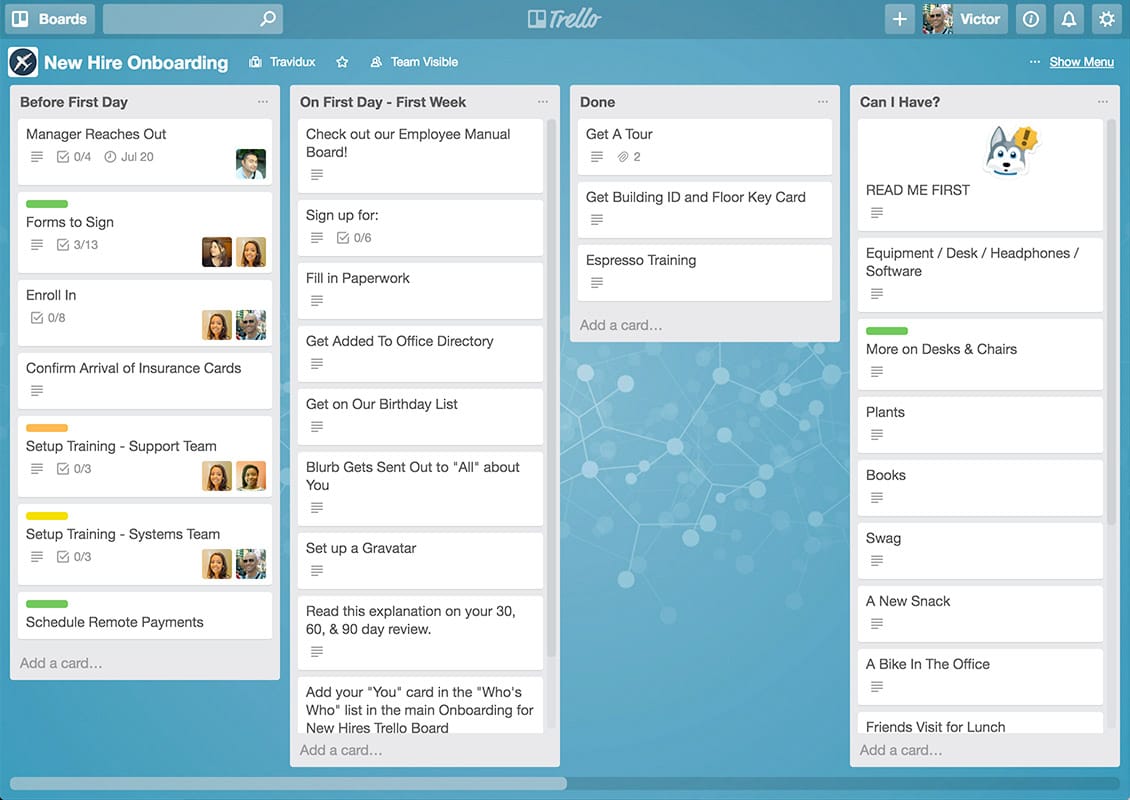 Boards
Trello
Victor
New Hire Onboarding
Travidux
Team Visible
... Show Menu
Before First Day
Manager Reaches Out
0/4 Jul 20
Forms to Sign
3/13
Enroll In
0/8
Confirm Arrival of Insurance Cards
Setup Training - Support Team
0/3
Setup Training - Systems Team
0/3
Schedule Remote Payments
Add a card…
On First Day - First Week
Check out our Employee Manual
Board!
Sign up for:
0/6
Fill in Paperwork
Get Added To Office Directory
Get on Our Birthday List
Blurb Gets Sent Out to "All" about
You
Set up a Gravatar
Read this explanation on your 30,
60, & 90 day review.
Add your "You" card in the "Who's
Who" list in the main Onboarding for
New Hires Trello Board
Add a card…
Done
Get A Tour
2
Get Building ID and Floor Key Card
Espresso Training
Add a card…
Can I Have?
READ ME FIRST
Equipment / Desk / Headphones /
Software
More on Desks & Chairs
Plants
Books
Swag
A New Snack
A Bike In The Office
Friends Visit for Lunch
Add a card…